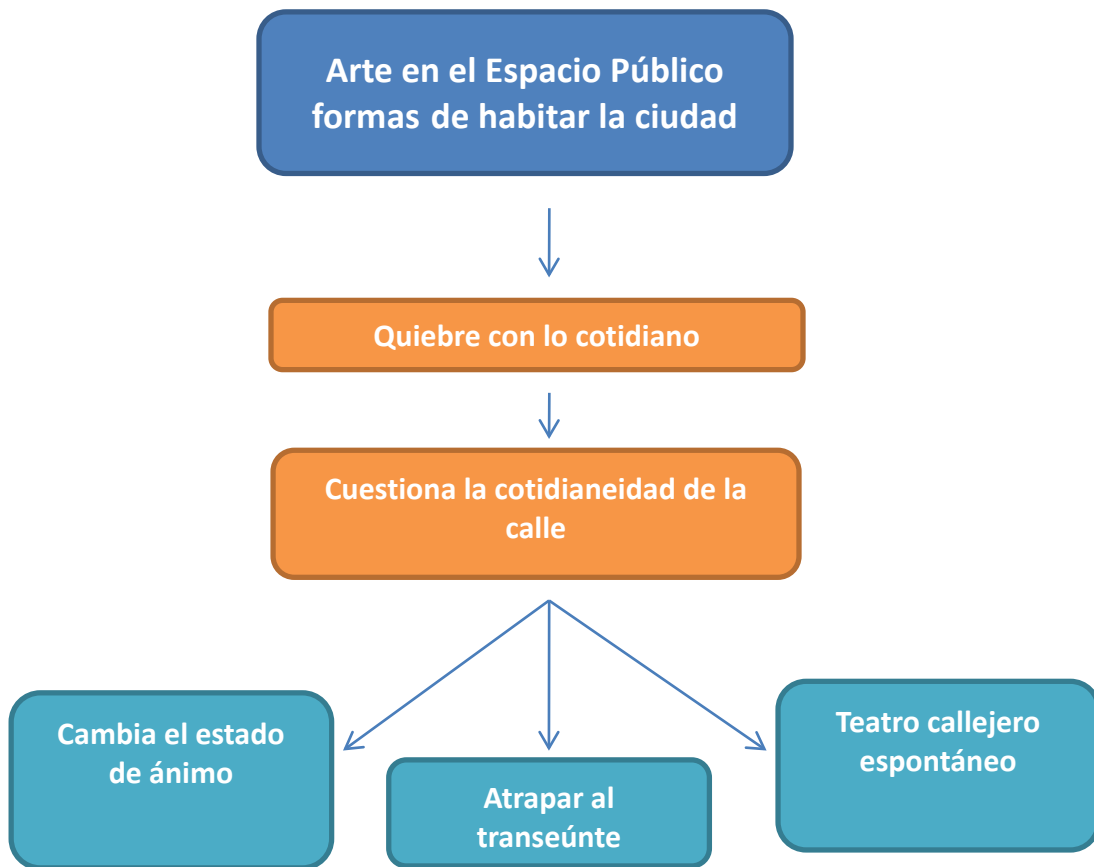 Arte en el Espacio Público
formas de habitar la ciudad
Quiebre con lo cotidiano
Cuestiona la cotidianeidad de la
calle
Cambia el estado
de ánimo
Atrapar al
transeúnte
Teatro callejero
espontáneo